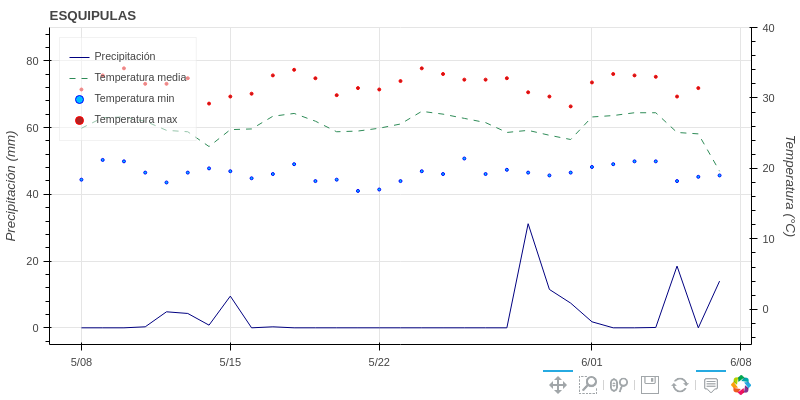 ESQUIPULAS
Precipitación
Temperatura media
Temperatura min
Temperatura max
Precipitación (mm)
Temperatura (°C)
80
60
40
20
0
40
30
20
10
0
5/08
5/15
5/22
6/01
6/08